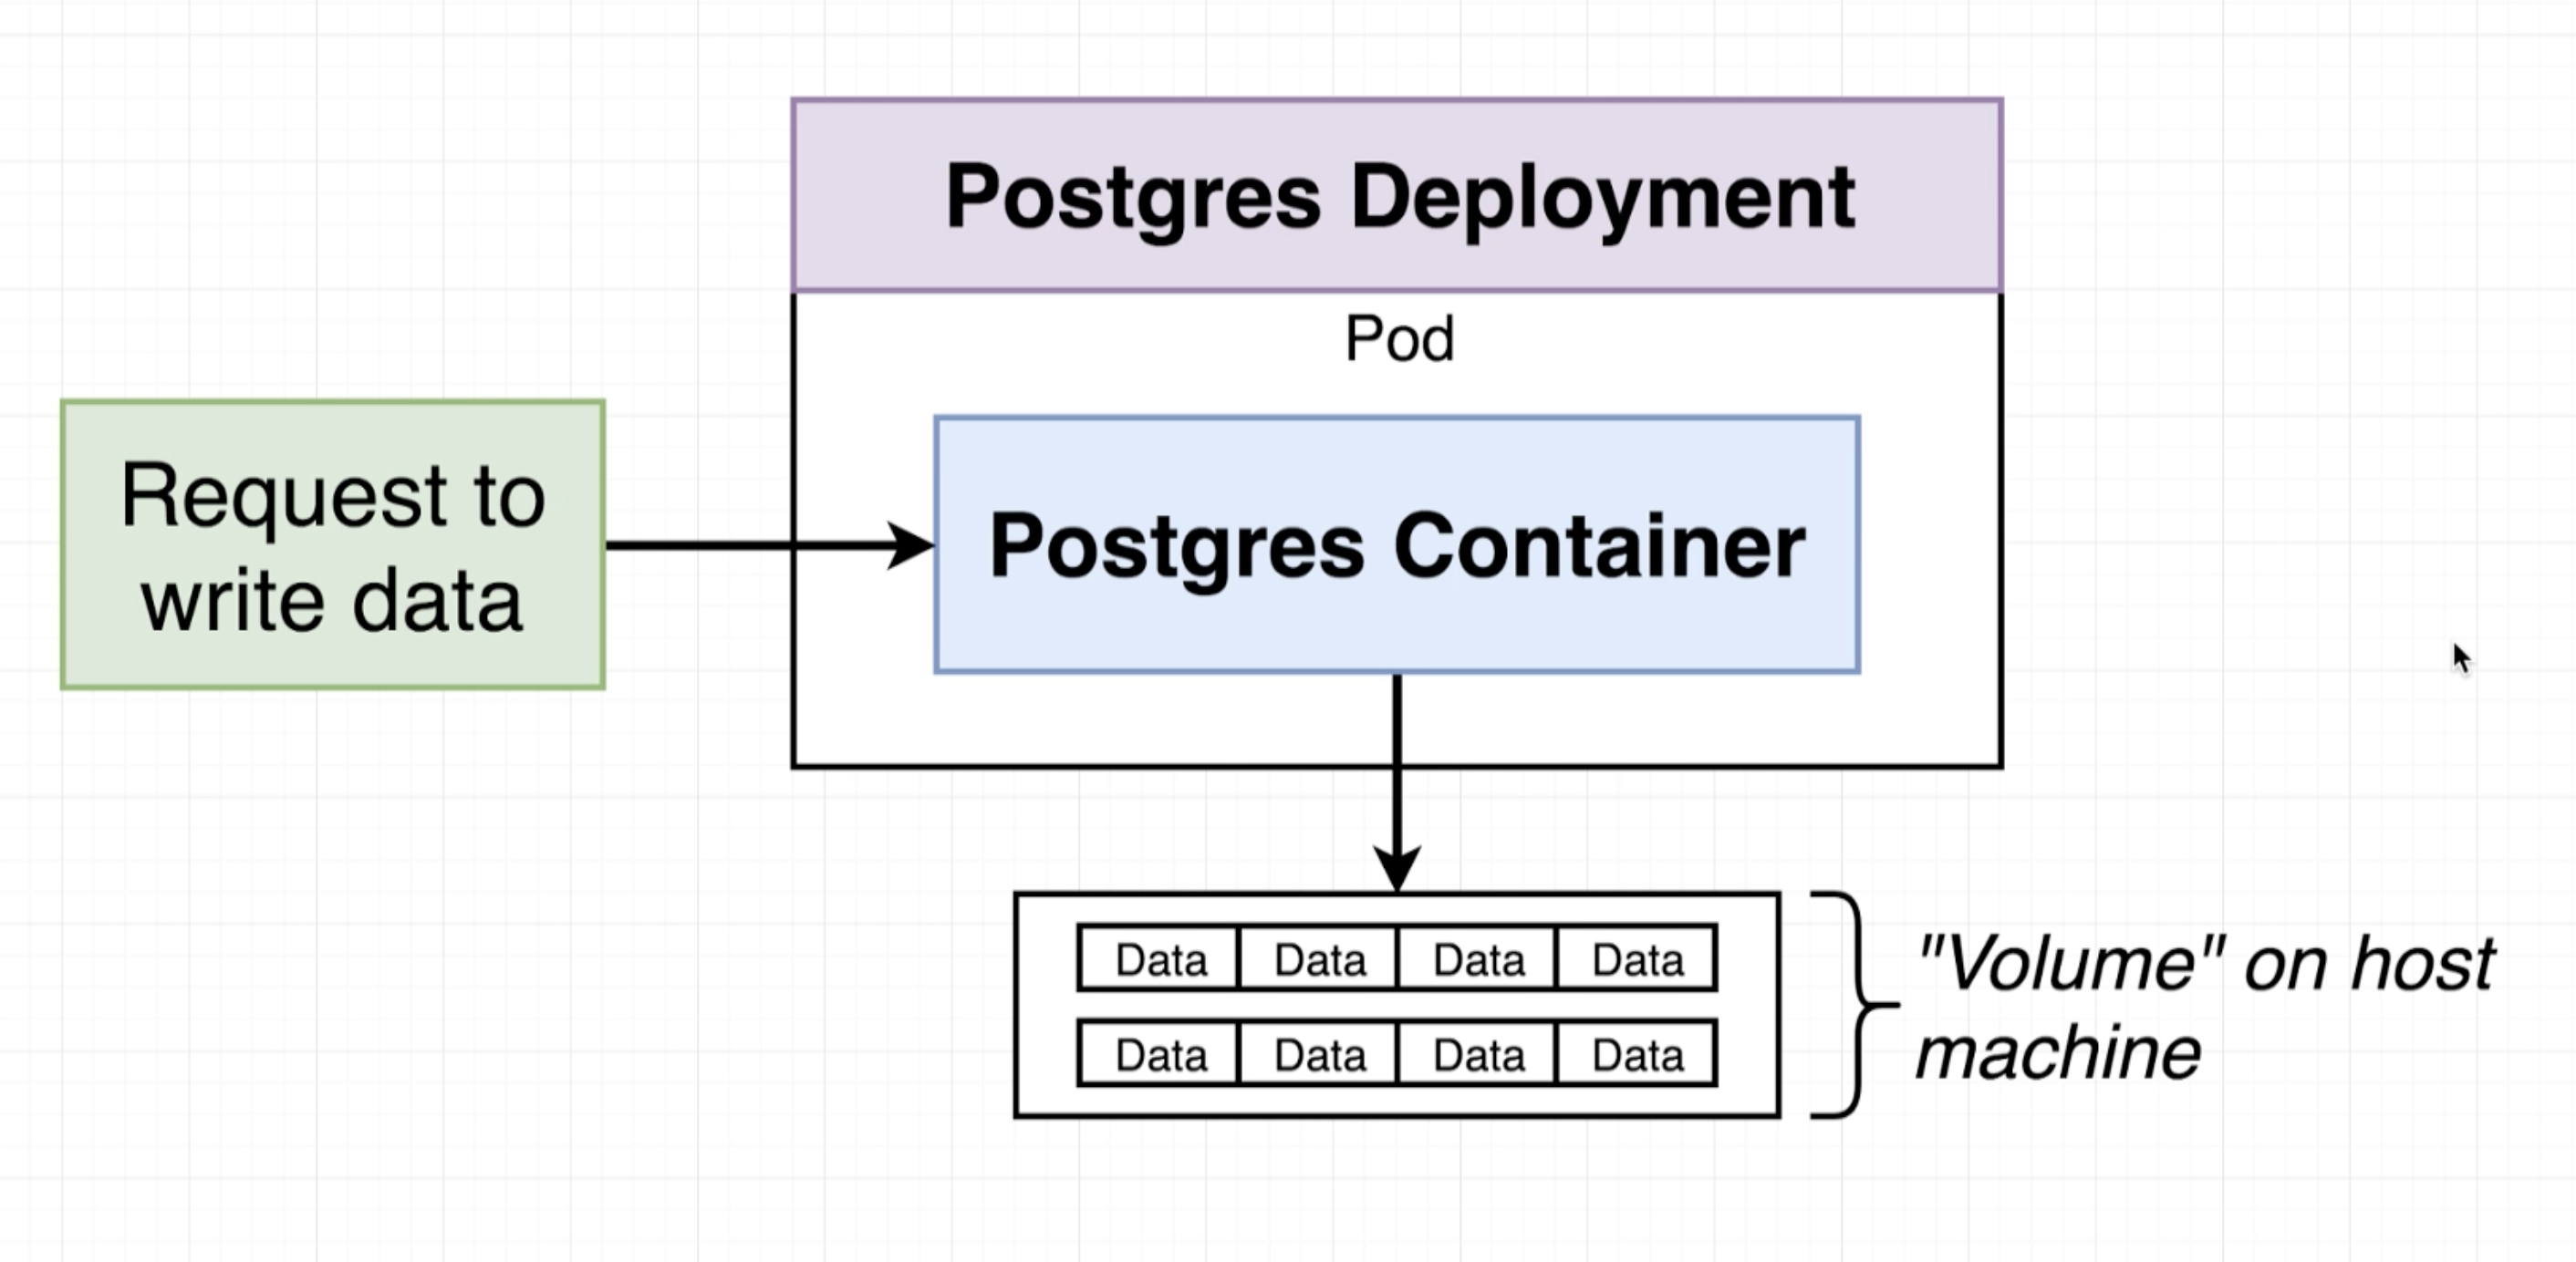 Postgres Deployment
Pod
Request to
write data
Postgres Container
Data Data Data Data
Data Data Data Data
"Volume" on host
machine